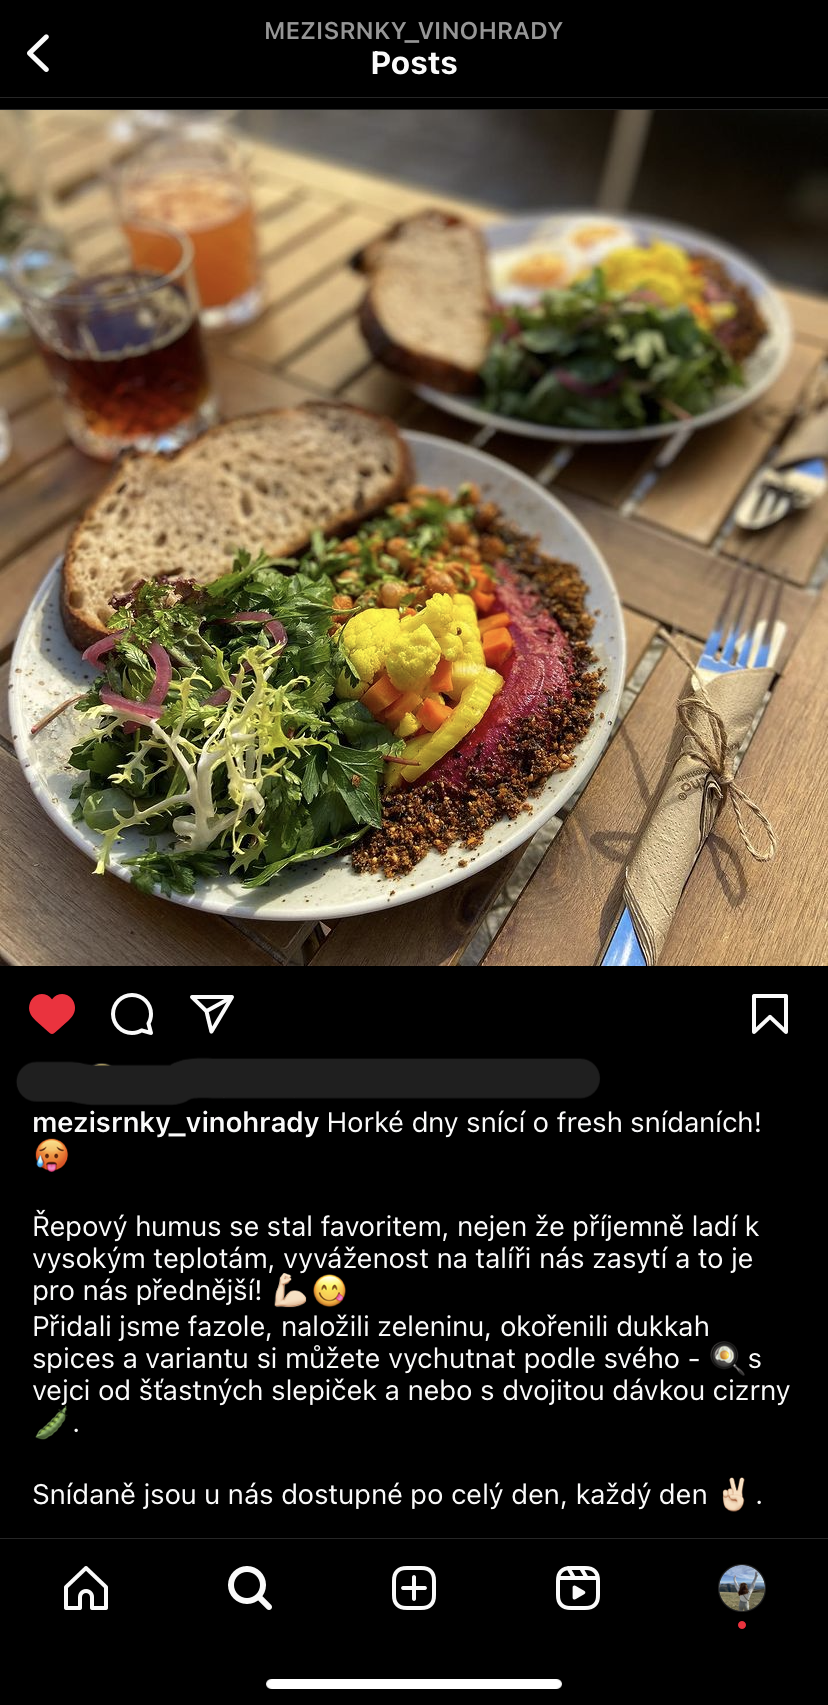 MEZISRNKY_VINOHRADY
Posts
mezisrnky_vinohrady Horké dny snící o fresh snídaních!
🥵
Řepový humus se stal favoritem, nejen že příjemně ladí k
vysokým teplotám, vyváženost na talíři nás zasytí a to je
pro nás přednější! 💪🏻😋
Přidali jsme fazole, naložili zeleninu, okořenili dukkah
spices a variantu si můžete vychutnat podle svého - 🍳 s
vejci od šťastných slepiček a nebo s dvojitou dávkou cizrny
🫛 .
Snídaně jsou u nás dostupné po celý den, každý den ✌🏻 .